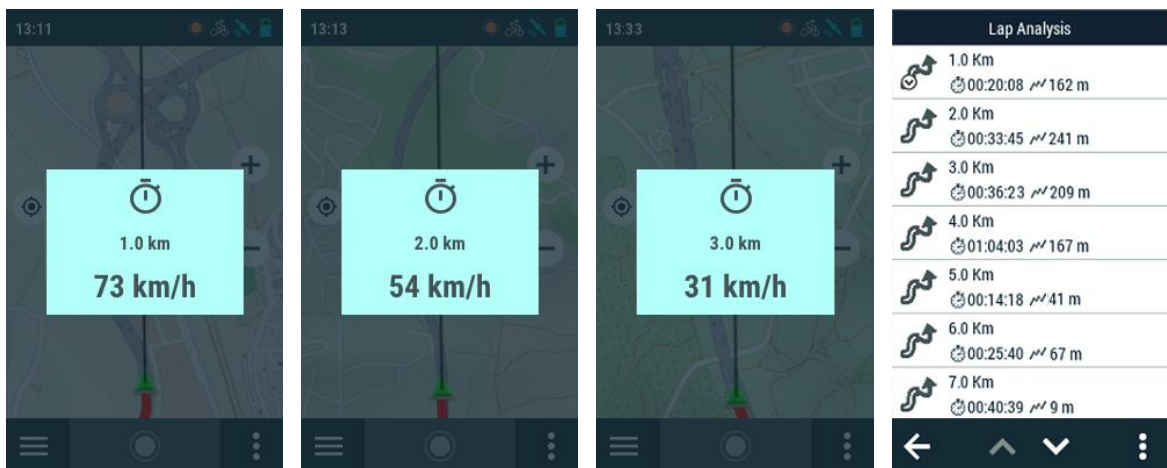 13:11
1.0 km
73 km/h
13:13
2.0 km
54 km/h
13:33
3.0 km
31 km/h
Lap Analysis
1.0 Km
00:20:08 162 m
2.0 Km
00:33:45 241 m
3.0 Km
00:36:23 209 m
4.0 Km
01:04:03 167 m
5.0 Km
00:14:18 41 m
6.0 Km
00:25:40 67 m
7.0 Km
00:40:39 9 m